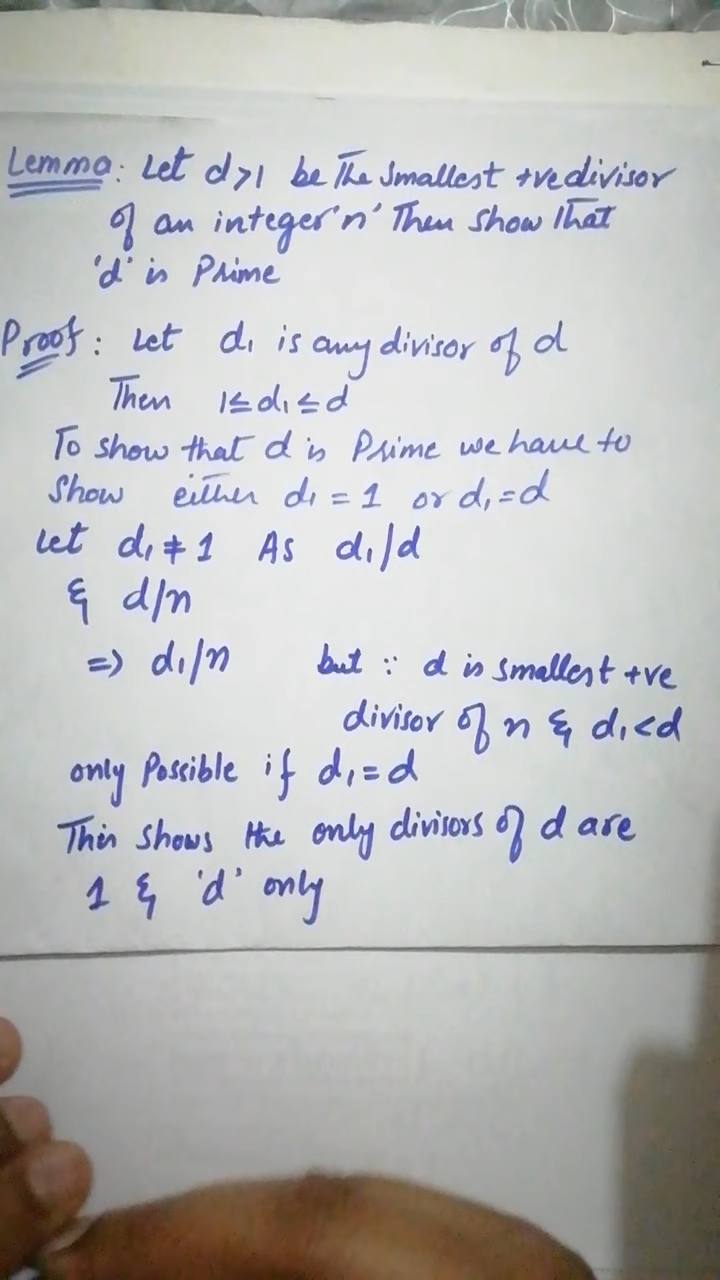 Lemma: Let d>1 be The smallest +ve divisor
of an integer 'n' Then show that
'd' is Prime
Proof: Let d₁ is any divisor of d
Then 1≤d₁≤d
To show that d is Prime we have to
Show either d₁ = 1 or d₁=d
Let d₁ ≠ 1 As d₁/d
& d/n
=> d₁/n but ∵ d is smallest +ve
divisor of n & d₁<d
only Possible if d₁=d
This shows the only divisors of d are
1 & 'd' only